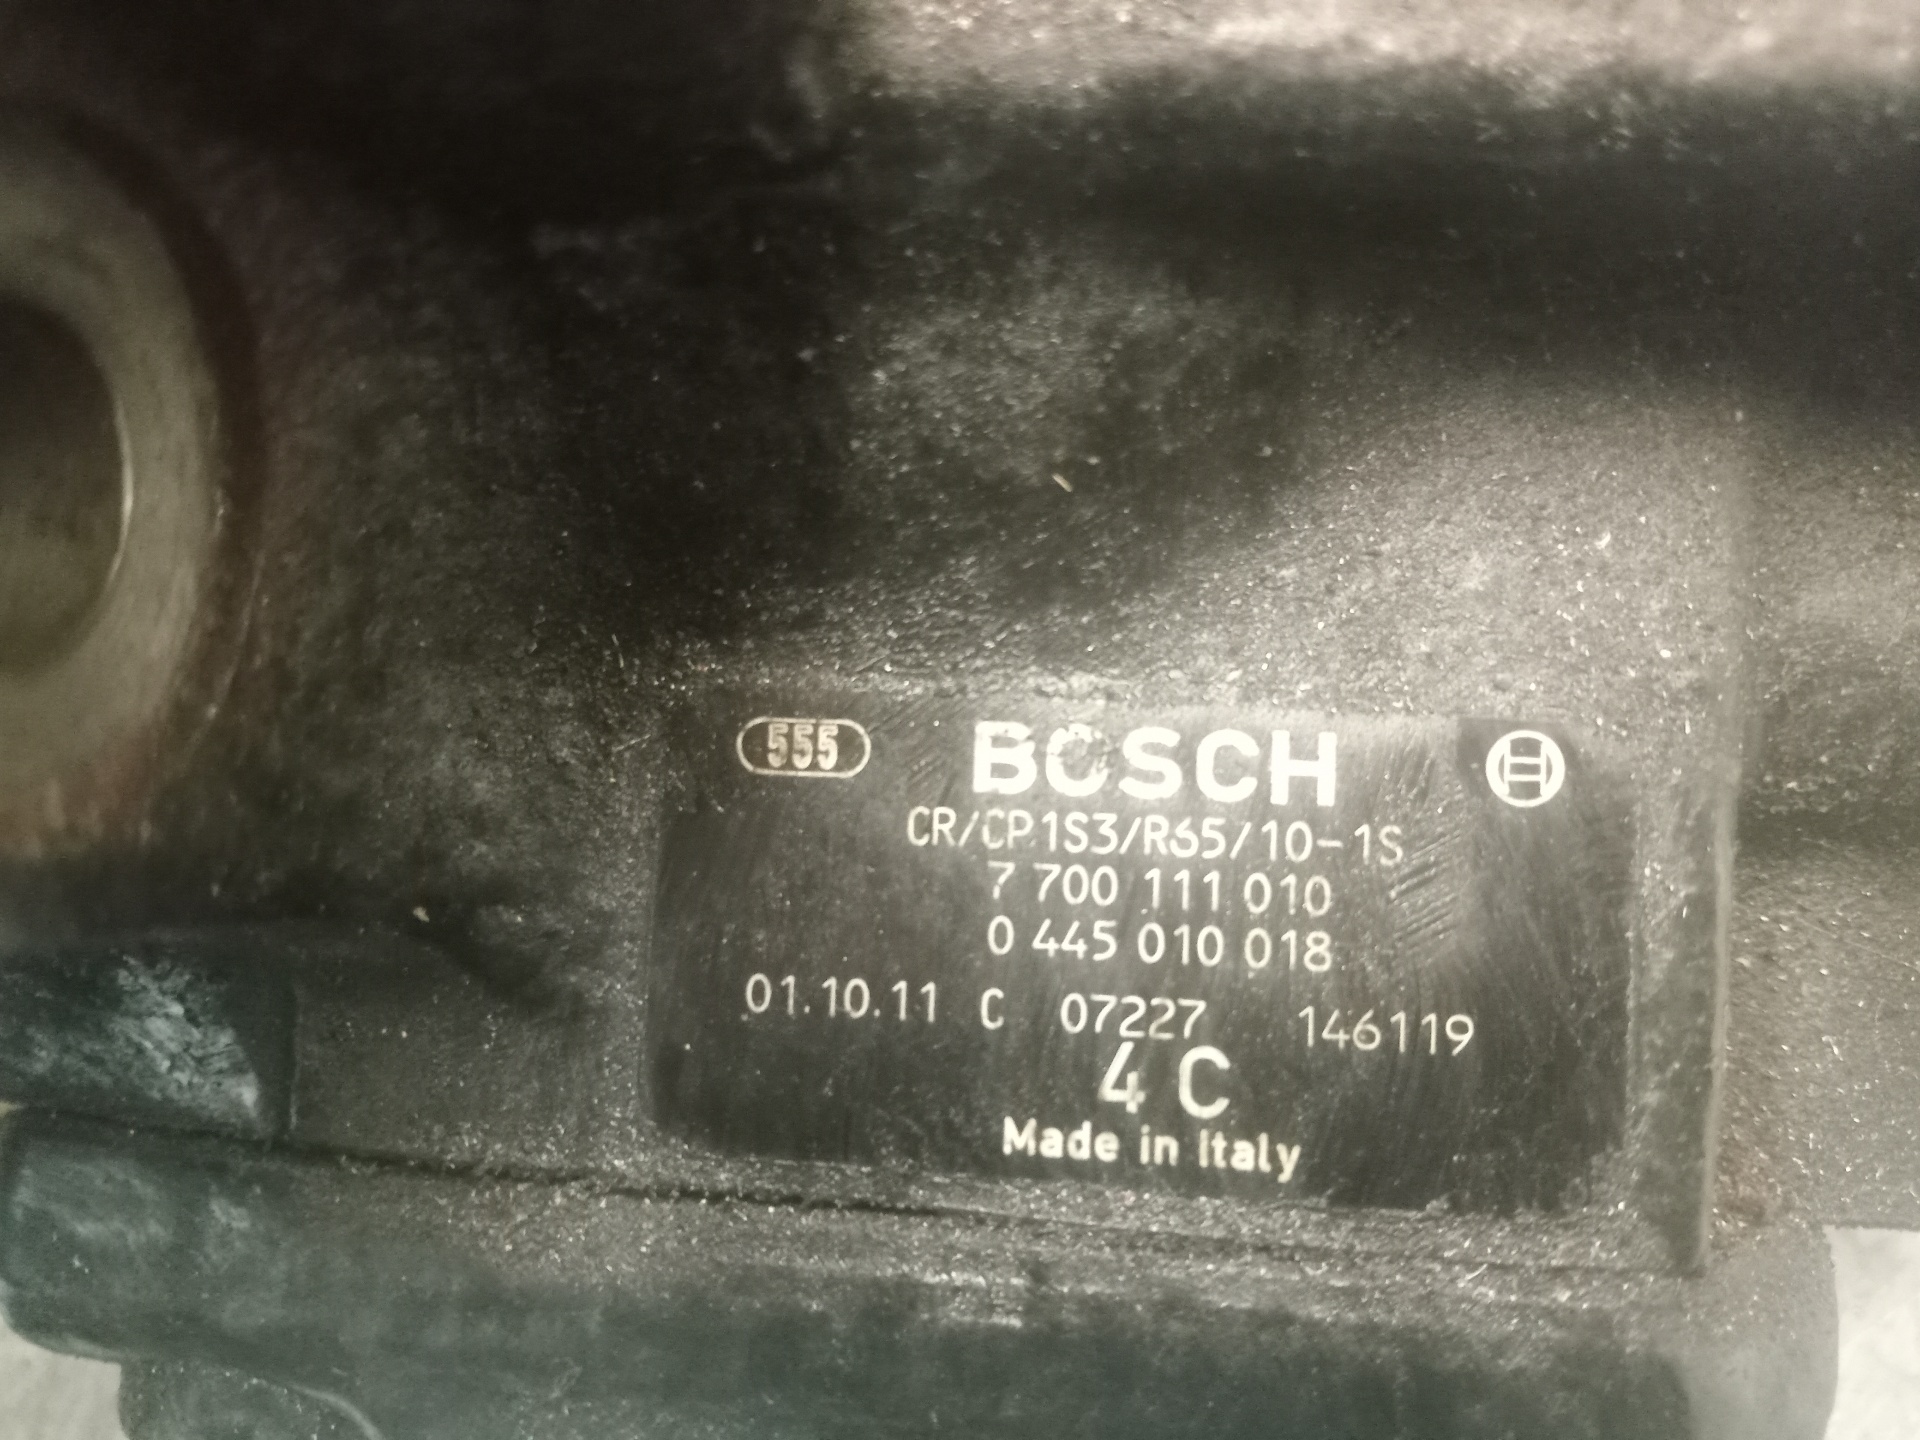 555 BOSCH
CR/CP1S3/R65/10-1S
7 700 111 010
0 445 010 018
01.10.11 C 07227 146119
4 C
Made in Italy